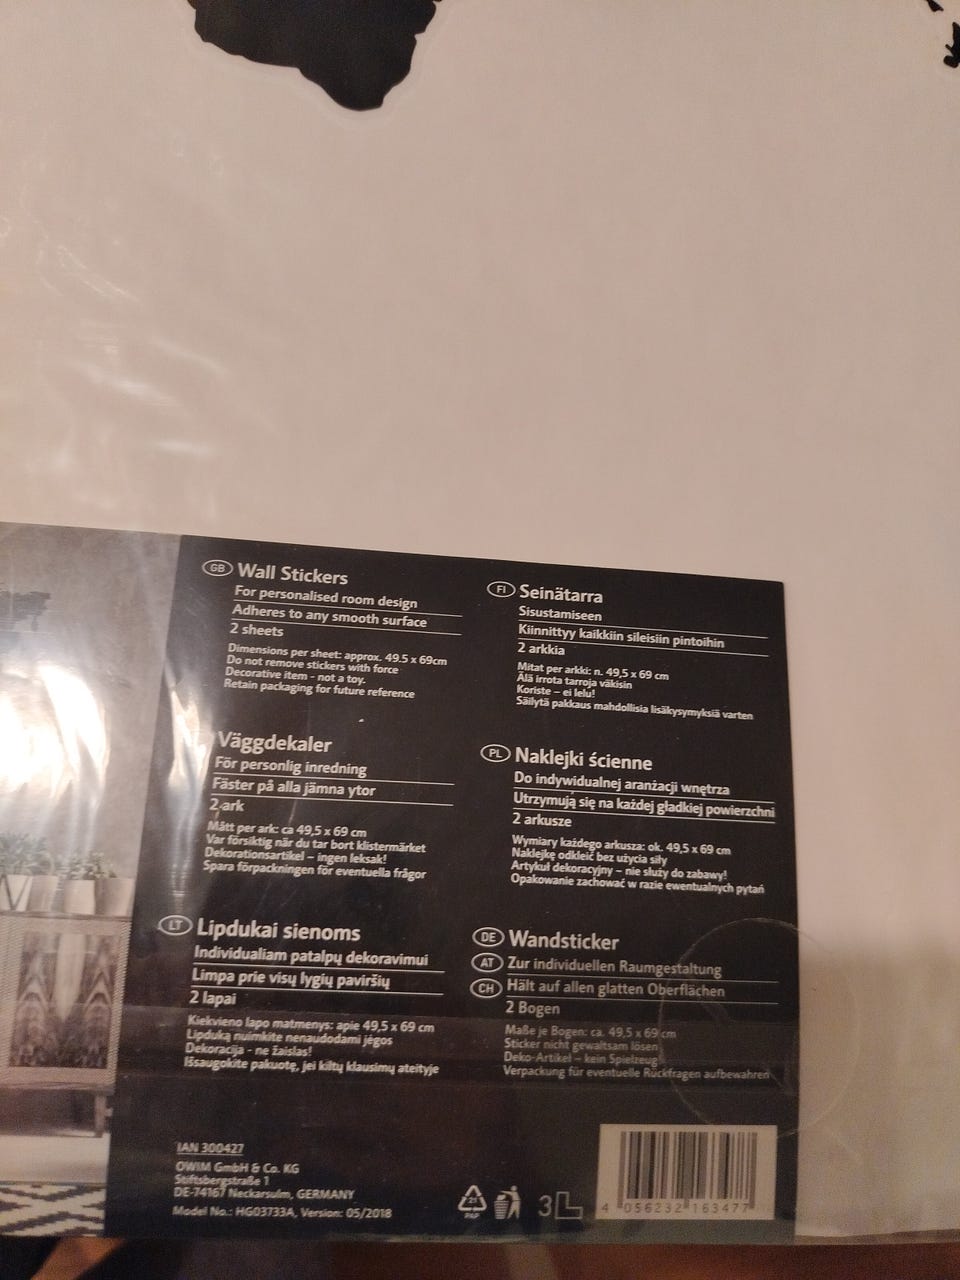 GB Wall Stickers
For personalised room design
Adheres to any smooth surface
2 sheets
Dimensions per sheet: approx. 49.5 x 69cm
Do not remove stickers with force
Decorative item - not a toy.
Retain packaging for future reference
FI Seinätarra
Sisustamiseen
Kiinnittyy kaikkiin sileisiin pintoihin
2 arkkia
Mitat per arkki: n. 49,5 x 69 cm
Älä irrota tarroja väkisin
Koriste – ei lelu!
Säilytä pakkaus mahdollisia lisäkysymyksiä varten
Väggdekaler
För personlig inredning
Fäster på alla jämna ytor
2 ark
Mått per ark: ca 49,5 x 69 cm
Var försiktig när du tar bort klistermärket
Dekorationsartikel – ingen leksak!
Spara förpackningen för eventuella frågor
PL Naklejki ścienne
Do indywidualnej aranżacji wnętrza
Utrzymują się na każdej gładkiej powierzchni
2 arkusze
Wymiary każdego arkusza: ok. 49,5 x 69 cm
Naklejkę odkleić bez użycia siły
Artykuł dekoracyjny – nie służy do zabawy!
Opakowanie zachować w razie ewentualnych pytań
LT Lipdukai sienoms
Individualiam patalpų dekoravimui
Limpa prie visų lygių paviršių
2 lapai
Kiekvieno lapo matmenys: apie 49,5 x 69 cm
Lipduką nuimkite nenaudodami jėgos
Dekoracija - ne žaislas!
Išsaugokite pakuotę, jei kiltų klausimų ateityje
DE Wandsticker
AT Zur individuellen Raumgestaltung
CH Hält auf allen glatten Oberflächen
2 Bogen
Maße je Bogen: ca. 49,5 x 69 cm
Sticker nicht gewaltsam lösen
Deko-Artikel – kein Spielzeug
Verpackung für eventuelle Rückfragen aufbewahren
IAN 300427
OWIM GmbH & Co. KG
Stiftsbergstraße 1
DE-74167 Neckarsulm, GERMANY
Model No.: HG03733A, Version: 05/2018
21
PAP
3L
4 056232 163477